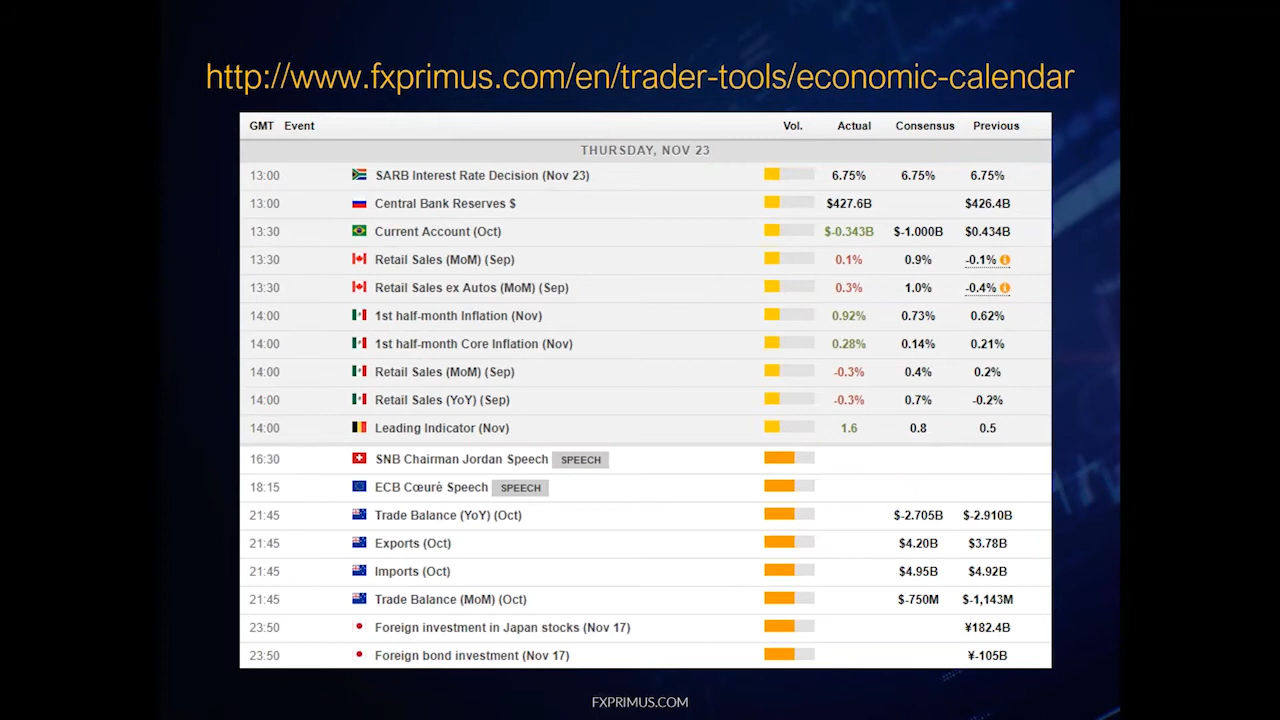 http://www.fxprimus.com/en/trader-tools/economic-calendar
GMT Event Vol. Actual Consensus Previous
THURSDAY, NOV 23
13:00 SARB Interest Rate Decision (Nov 23) 6.75% 6.75% 6.75%
13:00 Central Bank Reserves $ $427.6B $426.4B
13:30 Current Account (Oct) $-0.343B $-1.000B $0.434B
13:30 Retail Sales (MoM) (Sep) 0.1% 0.9% -0.1%
13:30 Retail Sales ex Autos (MoM) (Sep) 0.3% 1.0% -0.4%
14:00 1st half-month Inflation (Nov) 0.92% 0.73% 0.62%
14:00 1st half-month Core Inflation (Nov) 0.28% 0.14% 0.21%
14:00 Retail Sales (MoM) (Sep) -0.3% 0.4% 0.2%
14:00 Retail Sales (YoY) (Sep) -0.3% 0.7% -0.2%
14:00 Leading Indicator (Nov) 1.6 0.8 0.5
16:30 SNB Chairman Jordan Speech SPEECH
18:15 ECB Cœuré Speech SPEECH
21:45 Trade Balance (YoY) (Oct) $-2.705B $-2.910B
21:45 Exports (Oct) $4.20B $3.78B
21:45 Imports (Oct) $4.95B $4.92B
21:45 Trade Balance (MoM) (Oct) $-750M $-1,143M
23:50 Foreign investment in Japan stocks (Nov 17) ¥182.4B
23:50 Foreign bond investment (Nov 17) ¥-105B
FXPRIMUS.COM